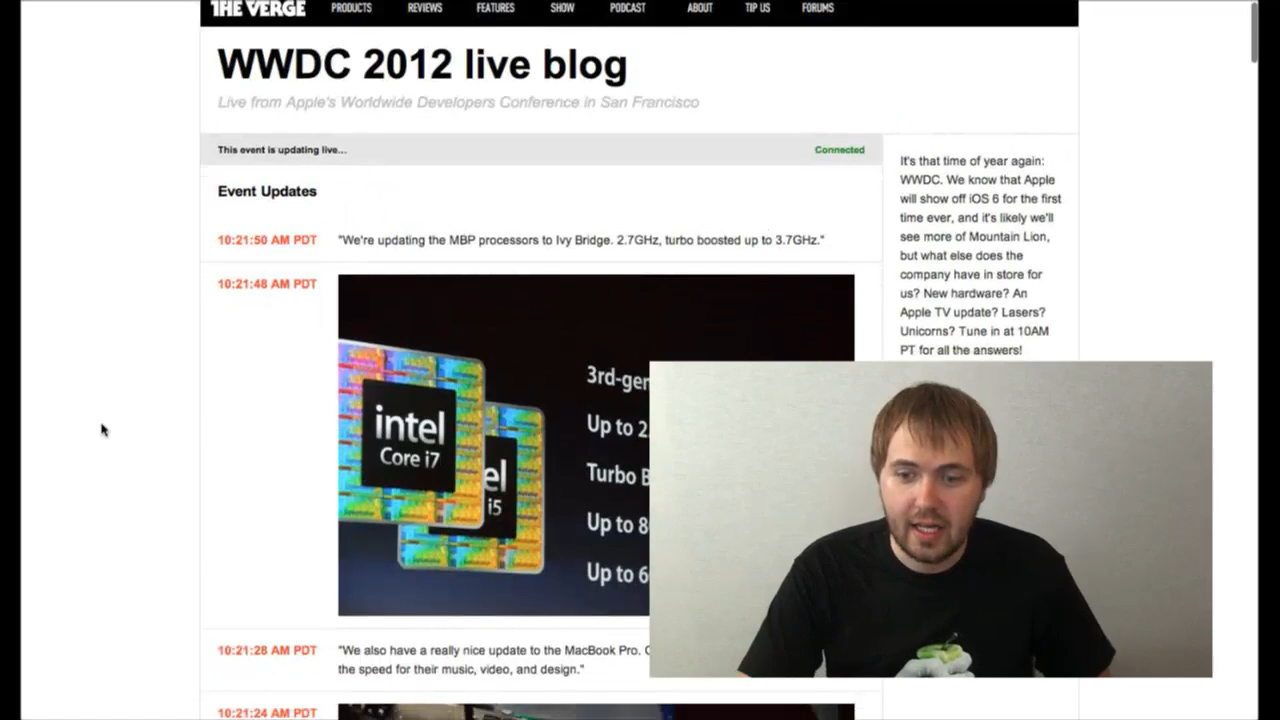 THE VERGE PRODUCTS REVIEWS FEATURES SHOW PODCAST ABOUT TIP US FORUMS
WWDC 2012 live blog
Live from Apple's Worldwide Developers Conference in San Francisco
This event is updating live... Connected
Event Updates
10:21:50 AM PDT "We're updating the MBP processors to Ivy Bridge. 2.7GHz, turbo boosted up to 3.7GHz."
10:21:48 AM PDT
intel
Core i7
i5
3rd-ge
Up to 2
Turbo B
Up to 8
Up to 6
10:21:28 AM PDT "We also have a really nice update to the MacBook Pro.
the speed for their music, video, and design."
10:21:24 AM PDT
It's that time of year again:
WWDC. We know that Apple
will show off iOS 6 for the first
time ever, and it's likely we'll
see more of Mountain Lion,
but what else does the
company have in store for
us? New hardware? An
Apple TV update? Lasers?
Unicorns? Tune in at 10AM
PT for all the answers!